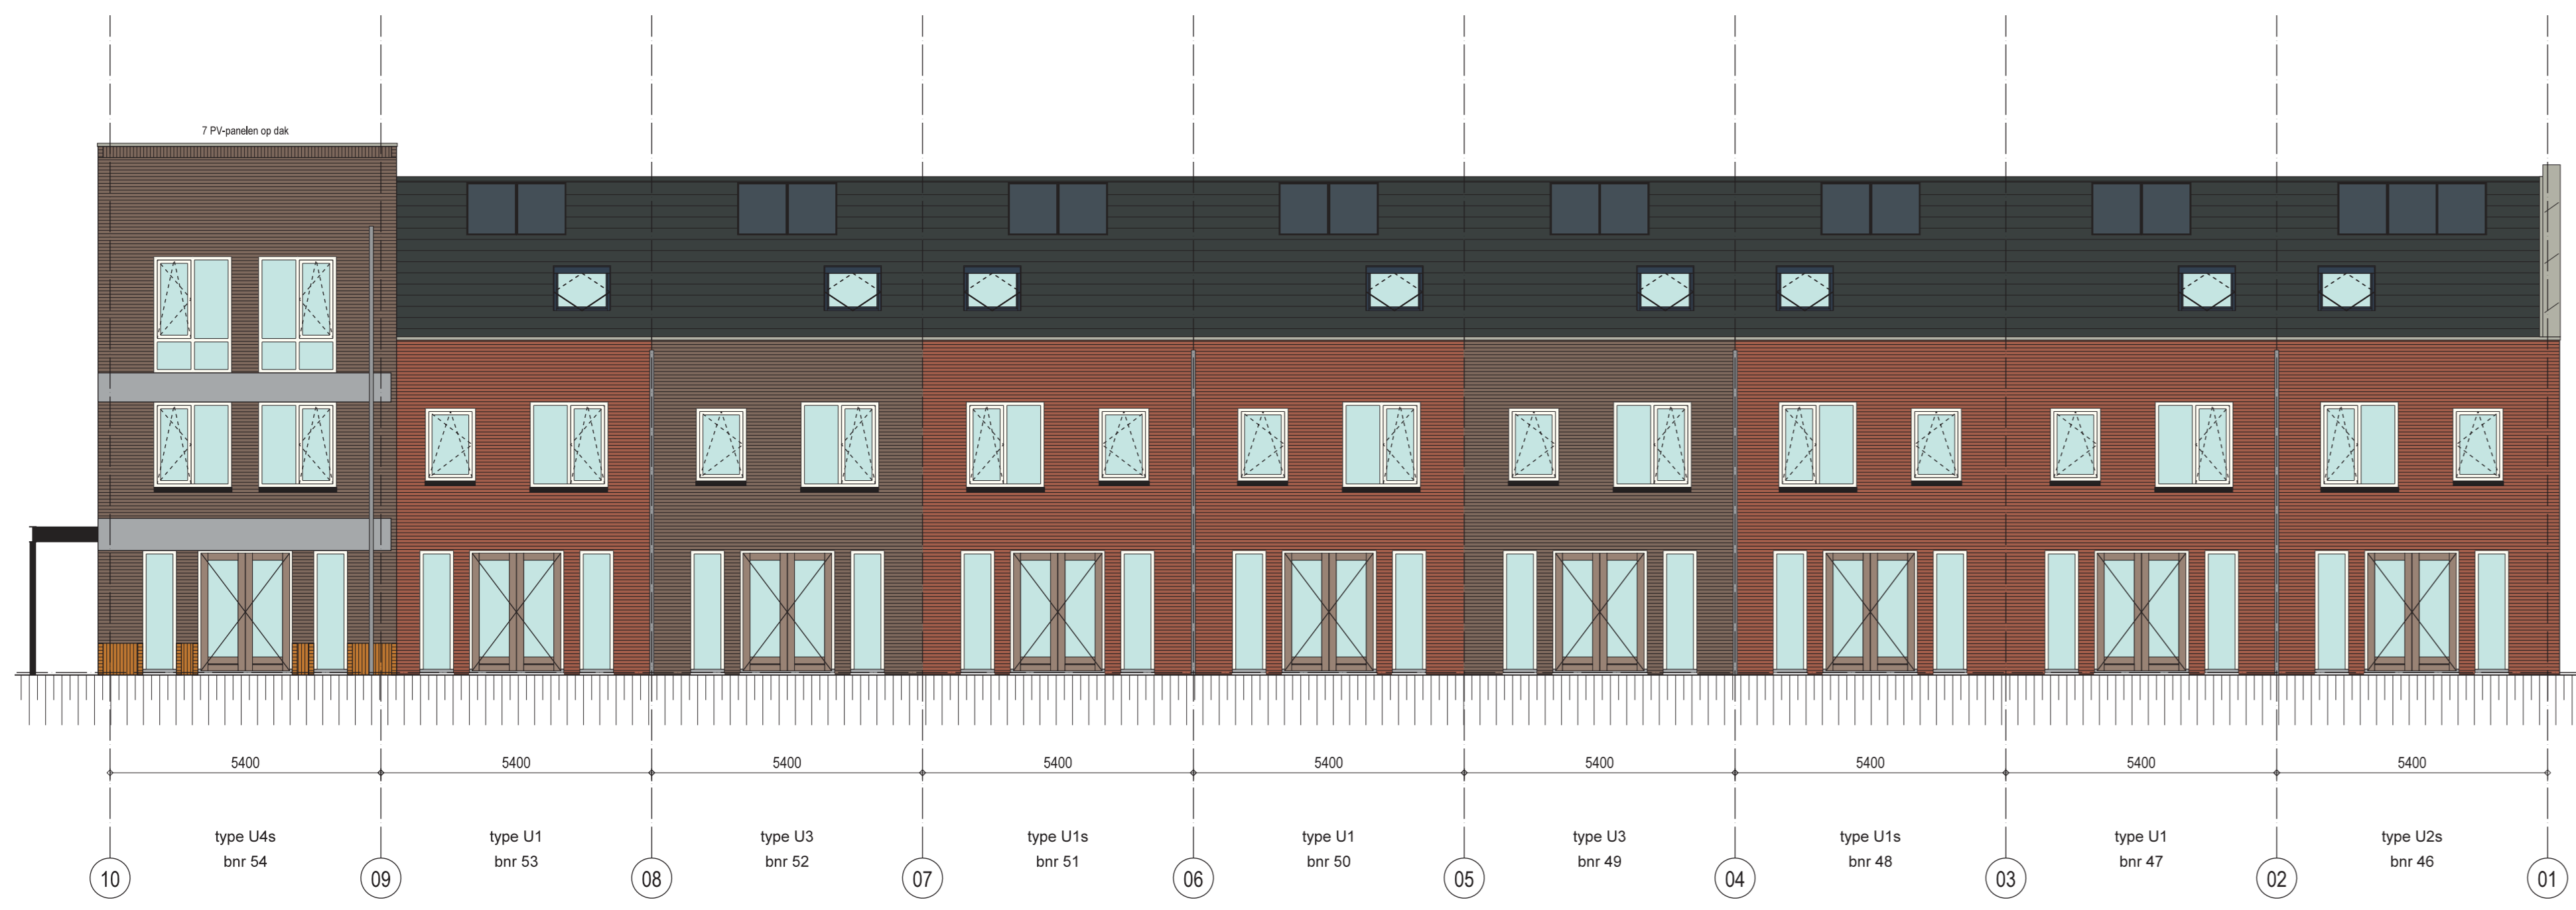 7 PV-panelen op dak
5400 5400 5400 5400 5400 5400 5400 5400 5400
type U4s type U1 type U3 type U1s type U1 type U3 type U1s type U1 type U2s
bnr 54 bnr 53 bnr 52 bnr 51 bnr 50 bnr 49 bnr 48 bnr 47 bnr 46
10 09 08 07 06 05 04 03 02 01